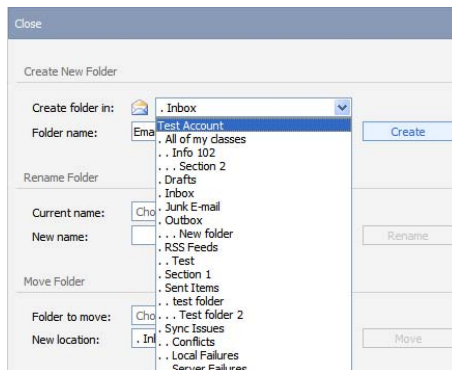 Close
Create New Folder
Create folder in: . Inbox
Folder name: Ema
Create
Test Account
. All of my classes
. . Info 102
. . . Section 2
. Drafts
. Inbox
. Junk E-mail
. Outbox
. . . New folder
. RSS Feeds
. . Test
. Section 1
. Sent Items
. . test folder
. . . Test folder 2
. Sync Issues
. . Conflicts
. . Local Failures
. . Server Failures
Rename Folder
Current name: Cho
New name:
Rename
Move Folder
Folder to move: Cho
New location: . Inl
Move